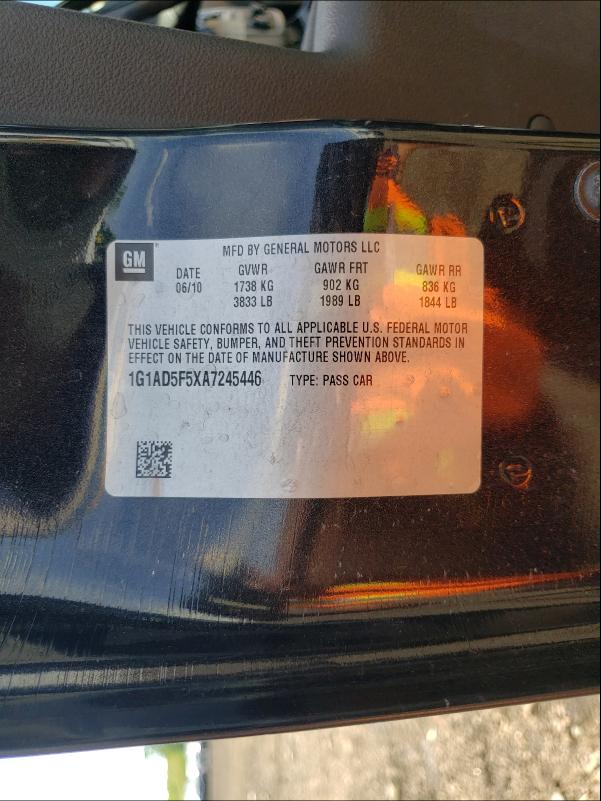 GM
MFD BY GENERAL MOTORS LLC
DATE GVWR GAWR FRT GAWR RR
06/10 1738 KG 902 KG 836 KG
3833 LB 1989 LB 1844 LB
THIS VEHICLE CONFORMS TO ALL APPLICABLE U.S. FEDERAL MOTOR
VEHICLE SAFETY, BUMPER, AND THEFT PREVENTION STANDARDS IN
EFFECT ON THE DATE OF MANUFACTURE SHOWN ABOVE.
1G1AD5F5XA7245446 TYPE: PASS CAR